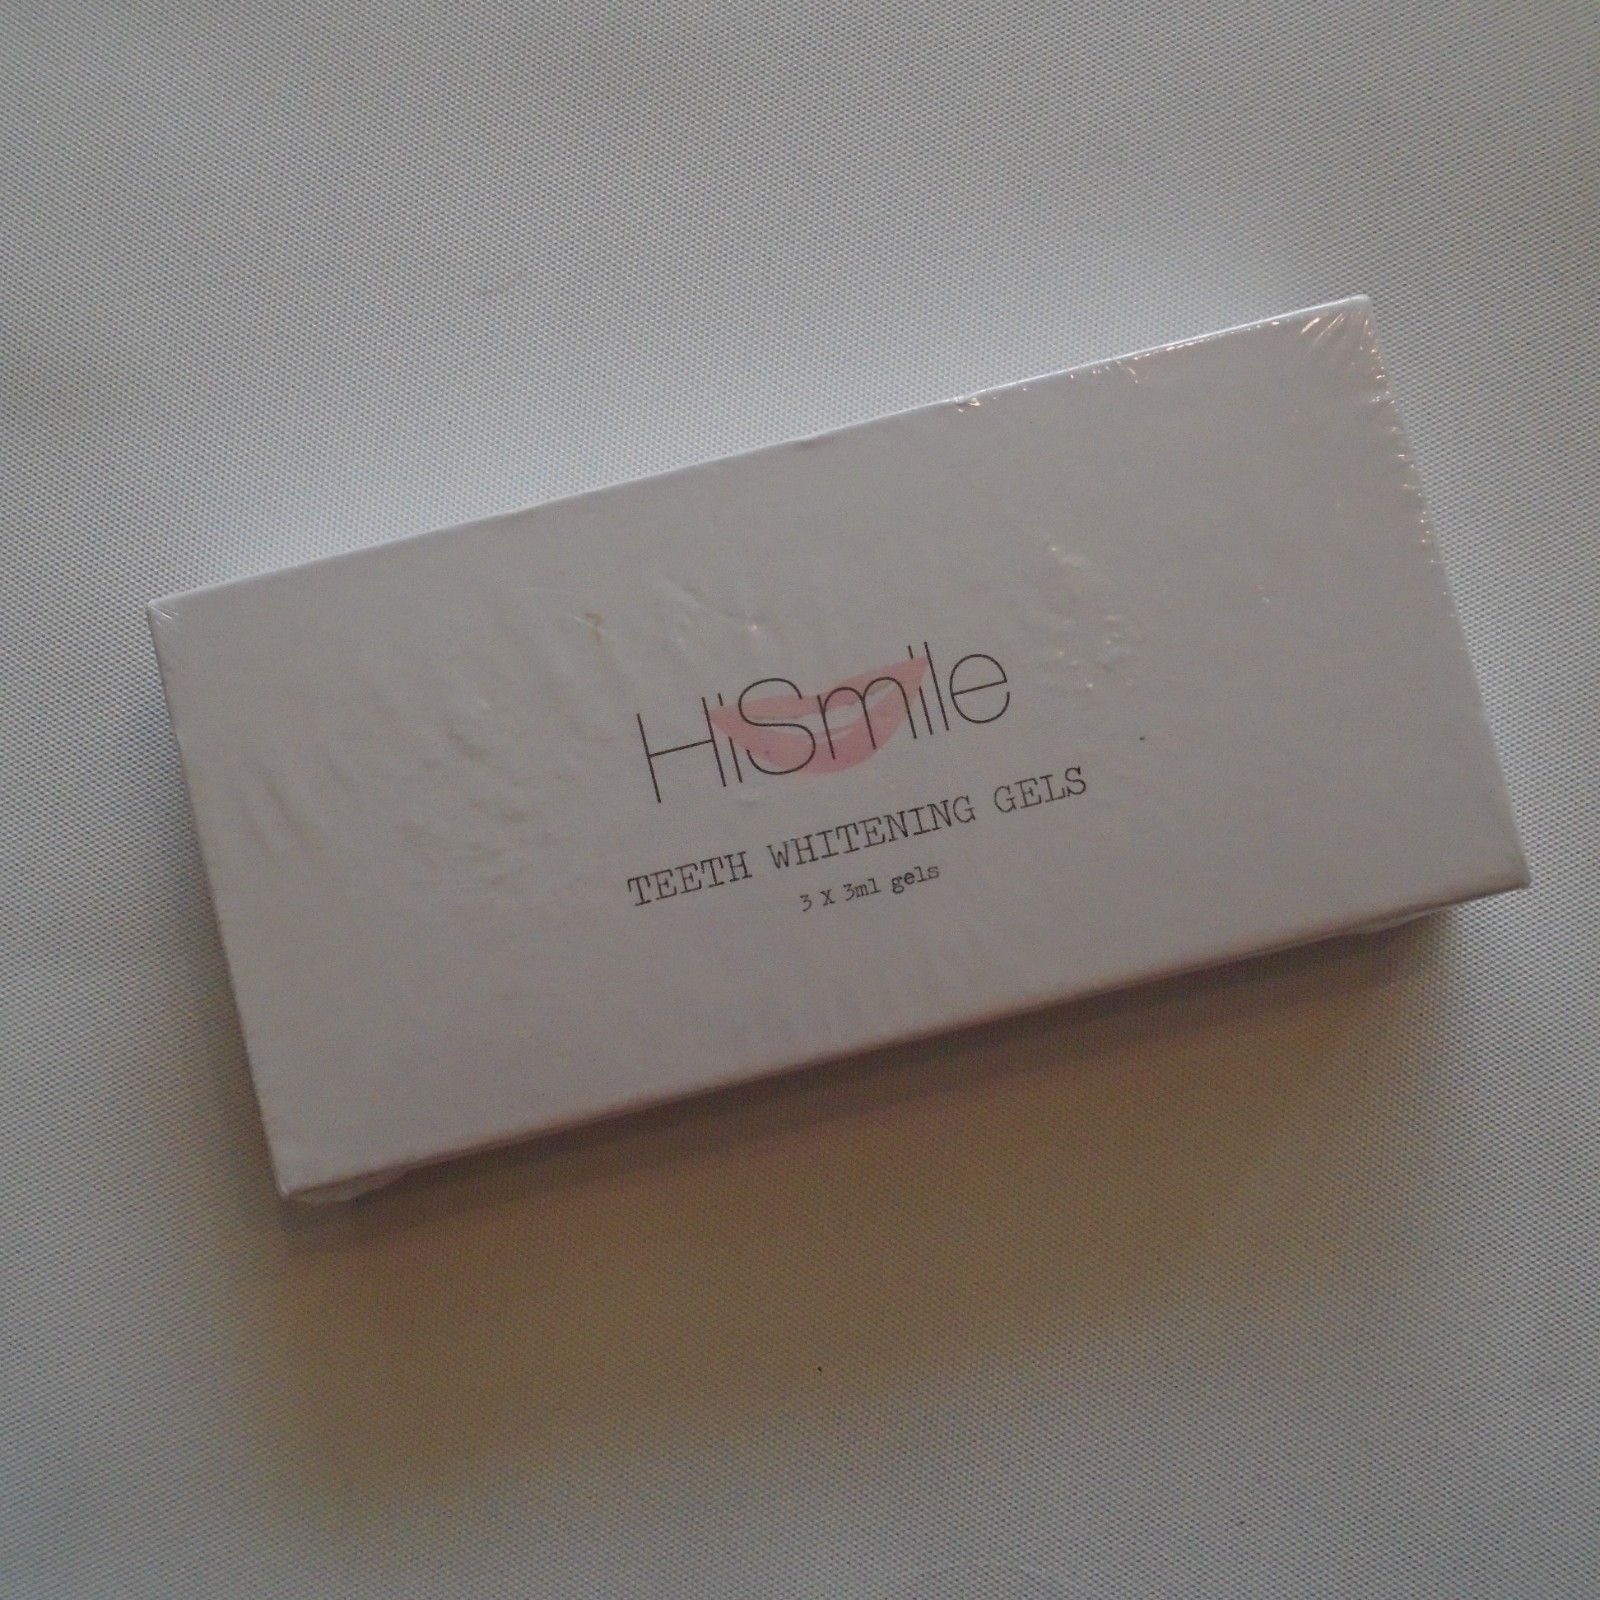 HiSmile
TEETH WHITENING GELS
3 X 3ml gels